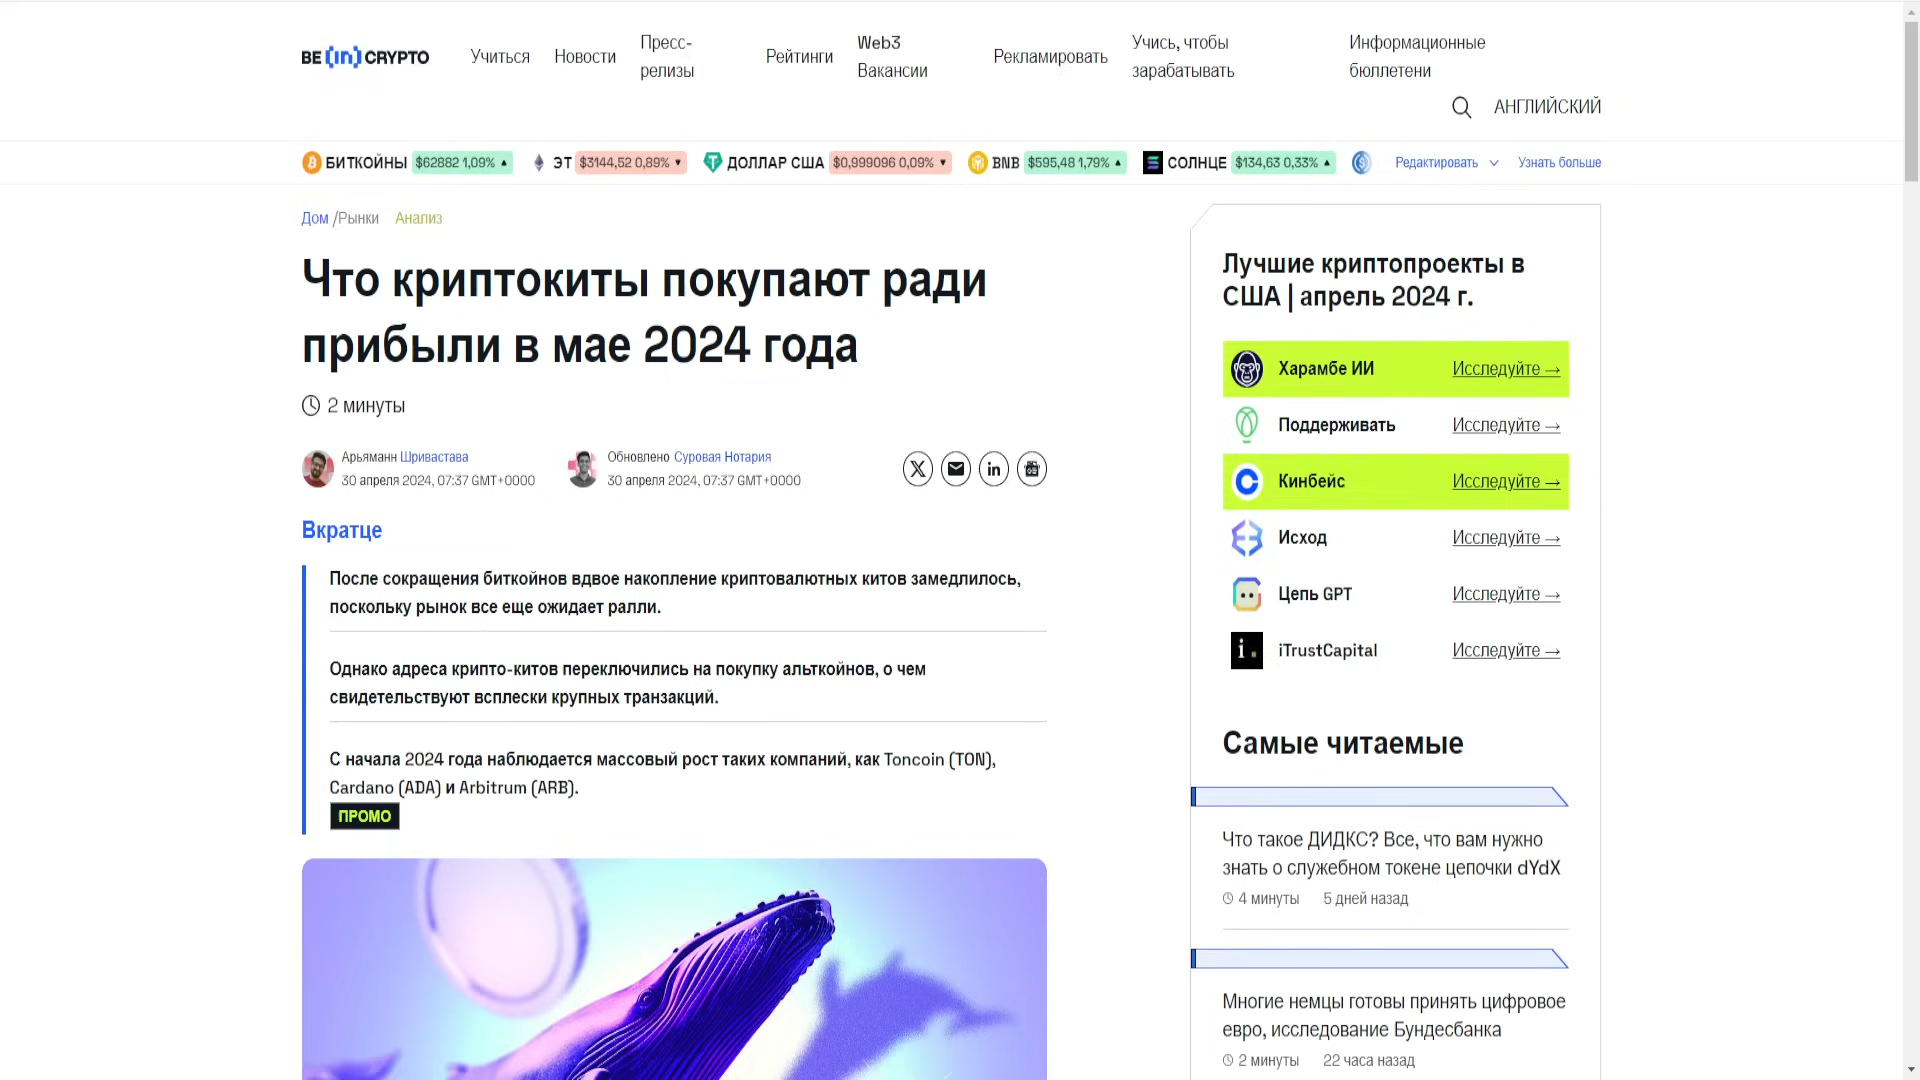 BE [in] CRYPTO
Учиться
Новости
Пресс-
релизы
Рейтинги
Web3
Вакансии
Рекламировать
Учись, чтобы
зарабатывать
Информационные
бюллетени
АНГЛИЙСКИЙ
БИТКОЙНЫ $62882 1,09% ▲
ЭТ $3144,52 0,89% ▼
ДОЛЛАР США $0,999096 0,09% ▼
BNB $595,48 1,79% ▲
СОЛНЦЕ $134,63 0,33% ▲
Редактировать
Узнать больше
Дом /Рынки Анализ
Что криптокиты покупают ради
прибыли в мае 2024 года
2 минуты
Арьяманн Шривастава
30 апреля 2024, 07:37 GMT+0000
Обновлено Суровая Нотария
30 апреля 2024, 07:37 GMT+0000
Вкратце
После сокращения биткойнов вдвое накопление криптовалютных китов замедлилось,
поскольку рынок все еще ожидает ралли.
Однако адреса крипто-китов переключились на покупку альткойнов, о чем
свидетельствуют всплески крупных транзакций.
С начала 2024 года наблюдается массовый рост таких компаний, как Toncoin (TON),
Cardano (ADA) и Arbitrum (ARB).
ПРОМО
Лучшие криптопроекты в
США | апрель 2024 г.
Харамбе ИИ Исследуйте →
Поддерживать Исследуйте →
Кинбейс Исследуйте →
Исход Исследуйте →
Цепь GPT Исследуйте →
iTrustCapital Исследуйте →
Самые читаемые
Что такое ДИДКС? Все, что вам нужно
знать о служебном токене цепочки dYdX
4 минуты 5 дней назад
Многие немцы готовы принять цифровое
евро, исследование Бундесбанка
2 минуты 22 часа назад